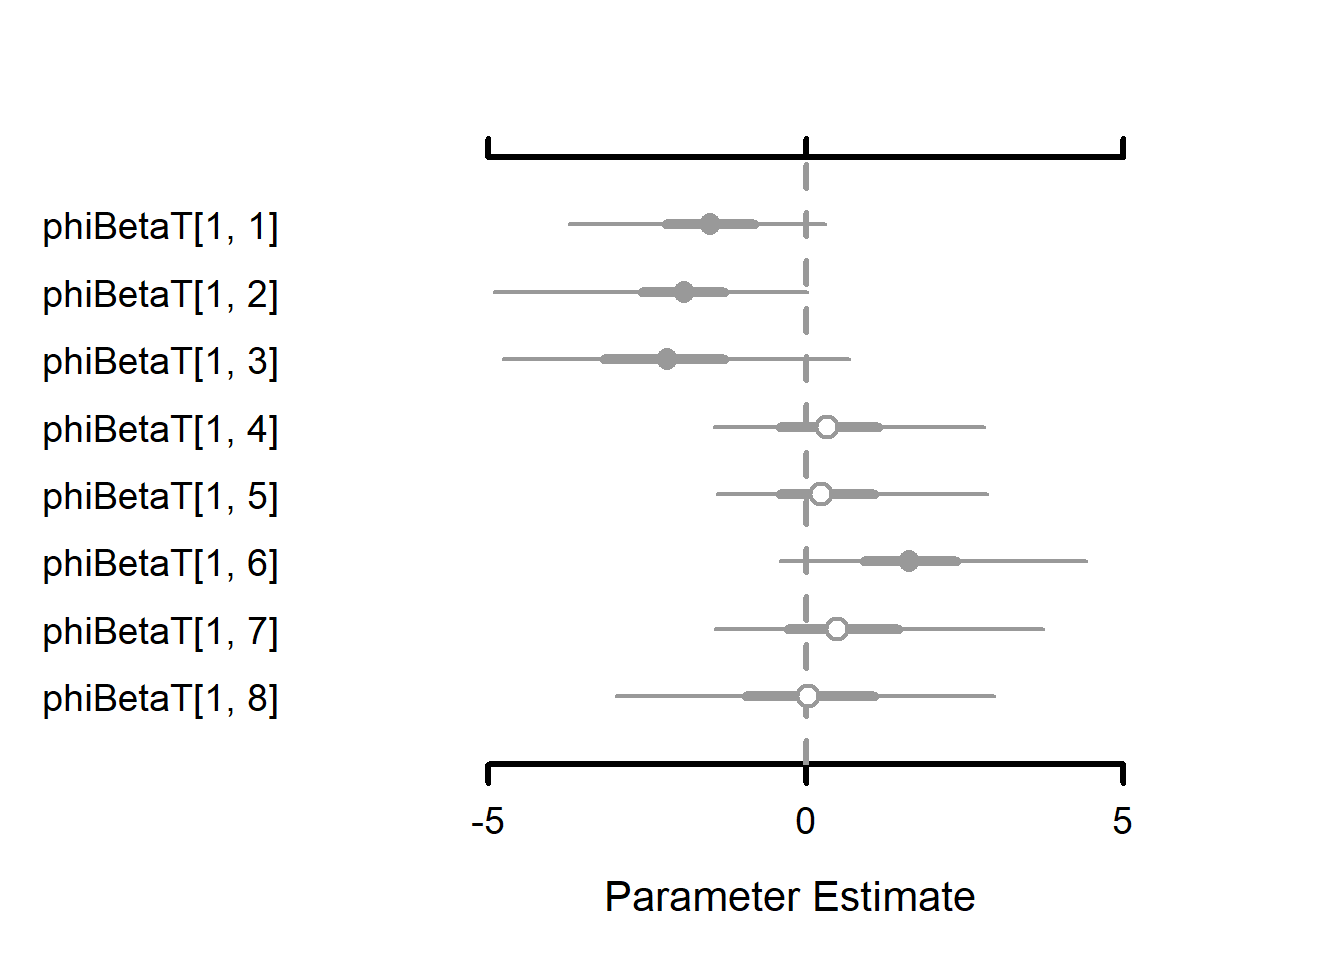 phiBetaT[1, 1]
phiBetaT[1, 2]
phiBetaT[1, 3]
phiBetaT[1, 4]
phiBetaT[1, 5]
phiBetaT[1, 6]
phiBetaT[1, 7]
phiBetaT[1, 8]
-5 0 5
Parameter Estimate